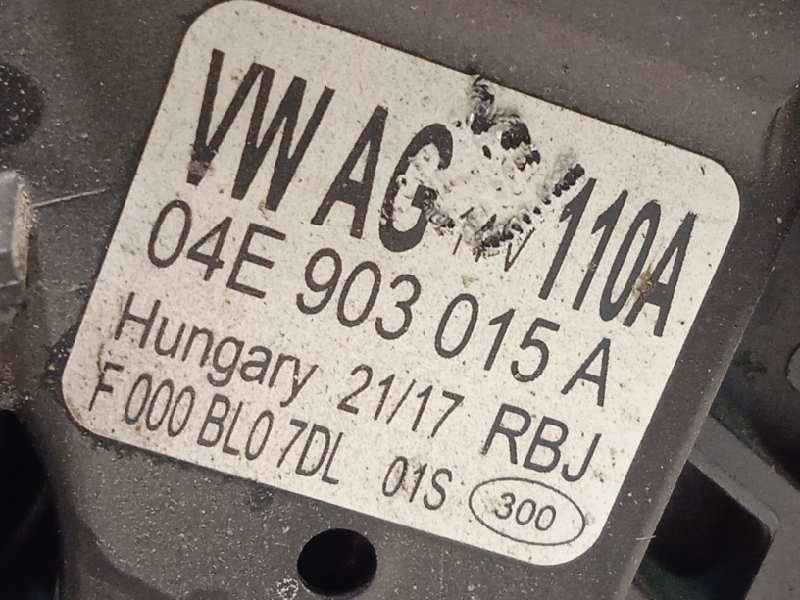 VW AG 110A
04E 903 015 A
Hungary 21/17 RBJ
F 000 BL0 7DL 01S 300